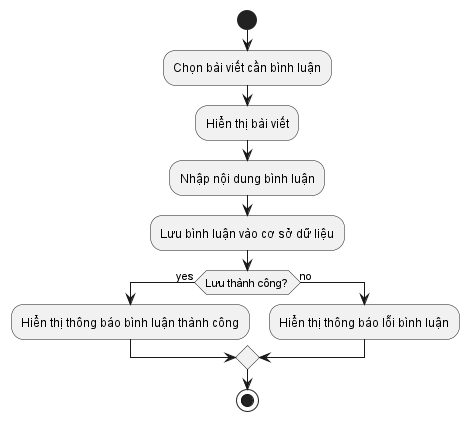 Chọn bài viết cần bình luận
Hiển thị bài viết
Nhập nội dung bình luận
Lưu bình luận vào cơ sở dữ liệu
yes
Lưu thành công?
no
Hiển thị thông báo bình luận thành công
Hiển thị thông báo lỗi bình luận